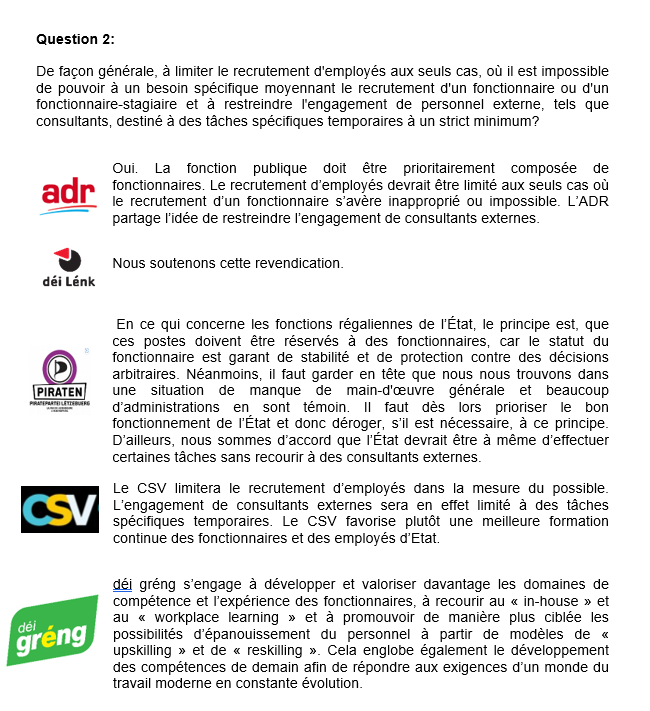 Question 2:
De façon générale, à limiter le recrutement d'employés aux seuls cas, où il est impossible
de pouvoir à un besoin spécifique moyennant le recrutement d'un fonctionnaire ou d'un
fonctionnaire-stagiaire et à restreindre l'engagement de personnel externe, tels que
consultants, destiné à des tâches spécifiques temporaires à un strict minimum?
adr
Oui. La fonction publique doit être prioritairement composée de
fonctionnaires. Le recrutement d’employés devrait être limité aux seuls cas où
le recrutement d’un fonctionnaire s’avère inapproprié ou impossible. L’ADR
partage l’idée de restreindre l’engagement de consultants externes.
déi Lénk
Nous soutenons cette revendication.
PIRATEN
PIRATEPARTEI LËTZEBUERG
En ce qui concerne les fonctions régaliennes de l’État, le principe est, que
ces postes doivent être réservés à des fonctionnaires, car le statut du
fonctionnaire est garant de stabilité et de protection contre des décisions
arbitraires. Néanmoins, il faut garder en tête que nous nous trouvons dans
une situation de manque de main-d'œuvre générale et beaucoup
d’administrations en sont témoin. Il faut dès lors prioriser le bon
fonctionnement de l’État et donc déroger, s’il est nécessaire, à ce principe.
D’ailleurs, nous sommes d’accord que l’État devrait être à même d’effectuer
certaines tâches sans recourir à des consultants externes.
CSV
Le CSV limitera le recrutement d’employés dans la mesure du possible.
L’engagement de consultants externes sera en effet limité à des tâches
spécifiques temporaires. Le CSV favorise plutôt une meilleure formation
continue des fonctionnaires et des employés d’Etat.
déi
gréng
déi gréng s’engage à développer et valoriser davantage les domaines de
compétence et l’expérience des fonctionnaires, à recourir au « in-house » et
au « workplace learning » et à promouvoir de manière plus ciblée les
possibilités d’épanouissement du personnel à partir de modèles de «
upskilling » et de « reskilling ». Cela englobe également le développement
des compétences de demain afin de répondre aux exigences d’un monde du
travail moderne en constante évolution.